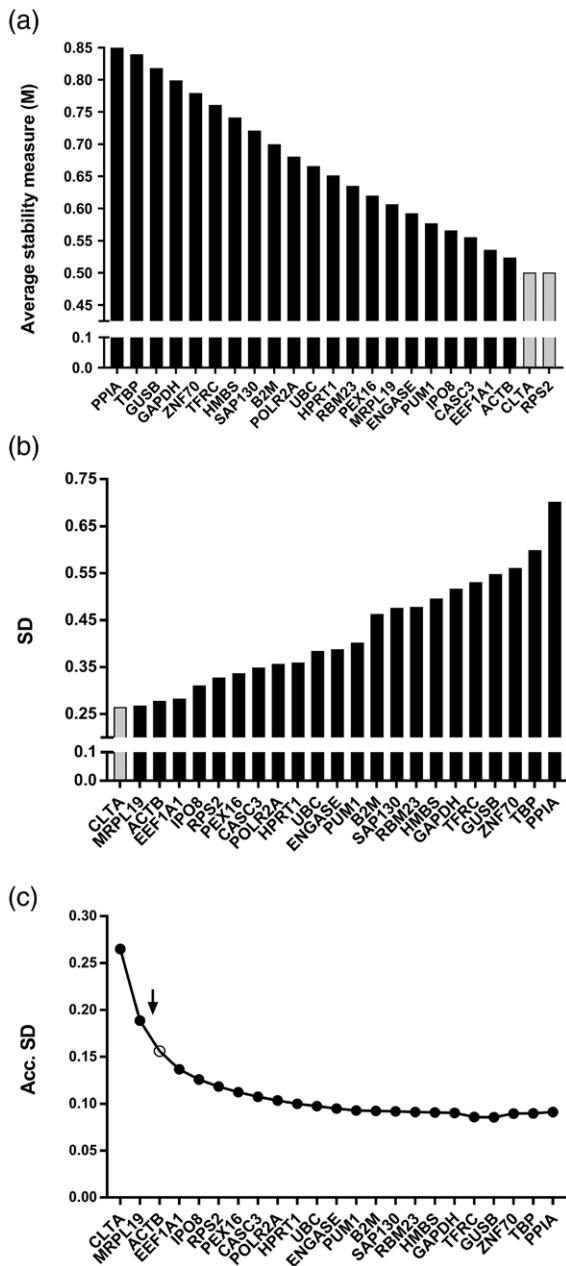 (a)
Average stability measure (M)
0.85
0.80
0.75
0.70
0.65
0.60
0.55
0.50
0.45
0.1
0.0
PPIA
TBP
GUSB
GAPDH
ZNF70
TFRC
HMBS
SAP130
B2M
POLR2A
UBC
HPRT1
RBM23
PEX16
MRPL19
ENGASE
PUM1
IPO8
CASC3
EEF1A1
ACTB
CLTA
RPS2
(b)
SD
0.75
0.65
0.55
0.45
0.35
0.25
0.1
0.0
CLTA
MRPL19
ACTB
EEF1A1
IPO8
RPS2
PEX16
CASC3
POLR2A
HPRT1
UBC
ENGASE
PUM1
B2M
SAP130
RBM23
HMBS
GAPDH
TFRC
GUSB
ZNF70
TBP
PPIA
(c)
Acc. SD
0.30
0.25
0.20
0.15
0.10
0.05
0.00
CLTA
MRPL19
ACTB
EEF1A1
IPO8
RPS2
PEX16
CASC3
POLR2A
HPRT1
UBC
ENGASE
PUM1
B2M
SAP130
RBM23
HMBS
GAPDH
TFRC
GUSB
ZNF70
TBP
PPIA